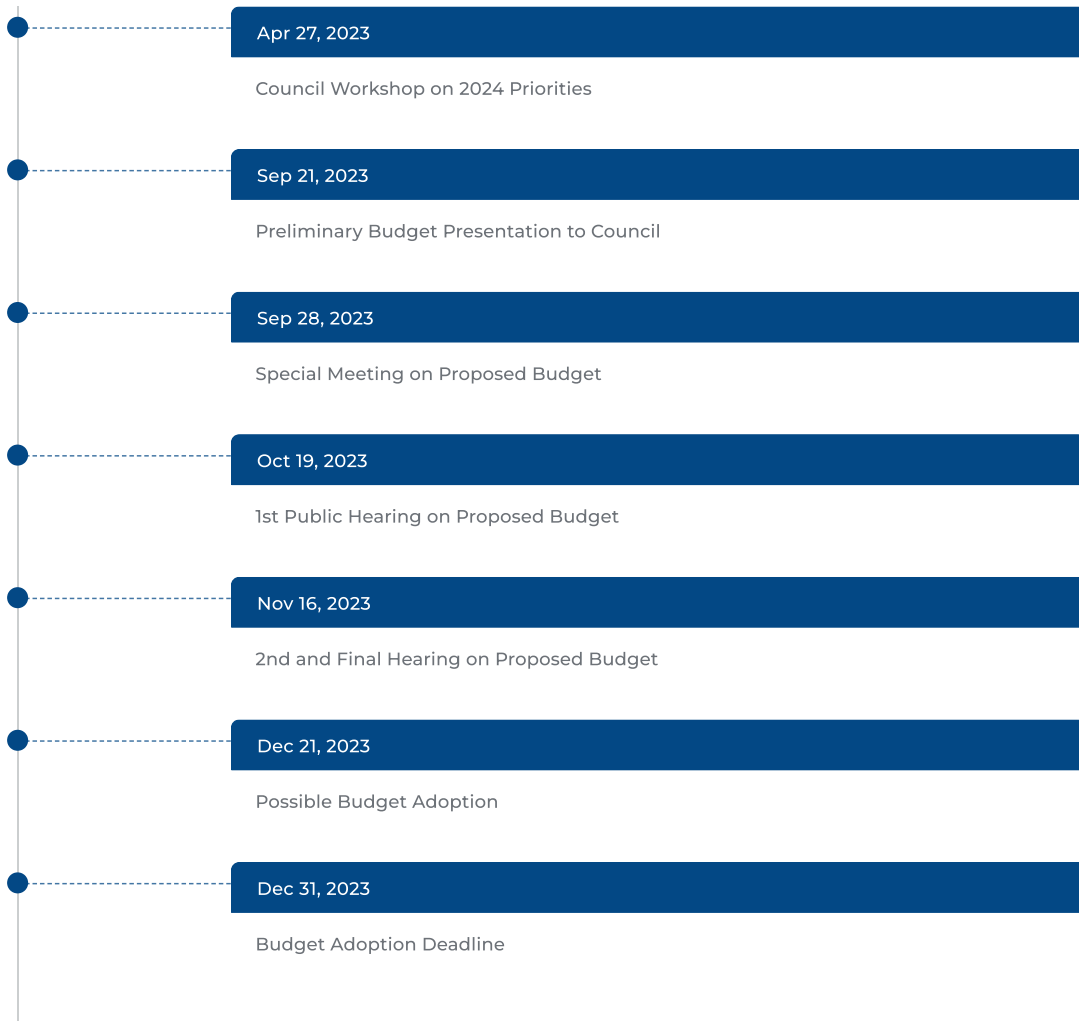 Apr 27, 2023
Council Workshop on 2024 Priorities
Sep 21, 2023
Preliminary Budget Presentation to Council
Sep 28, 2023
Special Meeting on Proposed Budget
Oct 19, 2023
1st Public Hearing on Proposed Budget
Nov 16, 2023
2nd and Final Hearing on Proposed Budget
Dec 21, 2023
Possible Budget Adoption
Dec 31, 2023
Budget Adoption Deadline